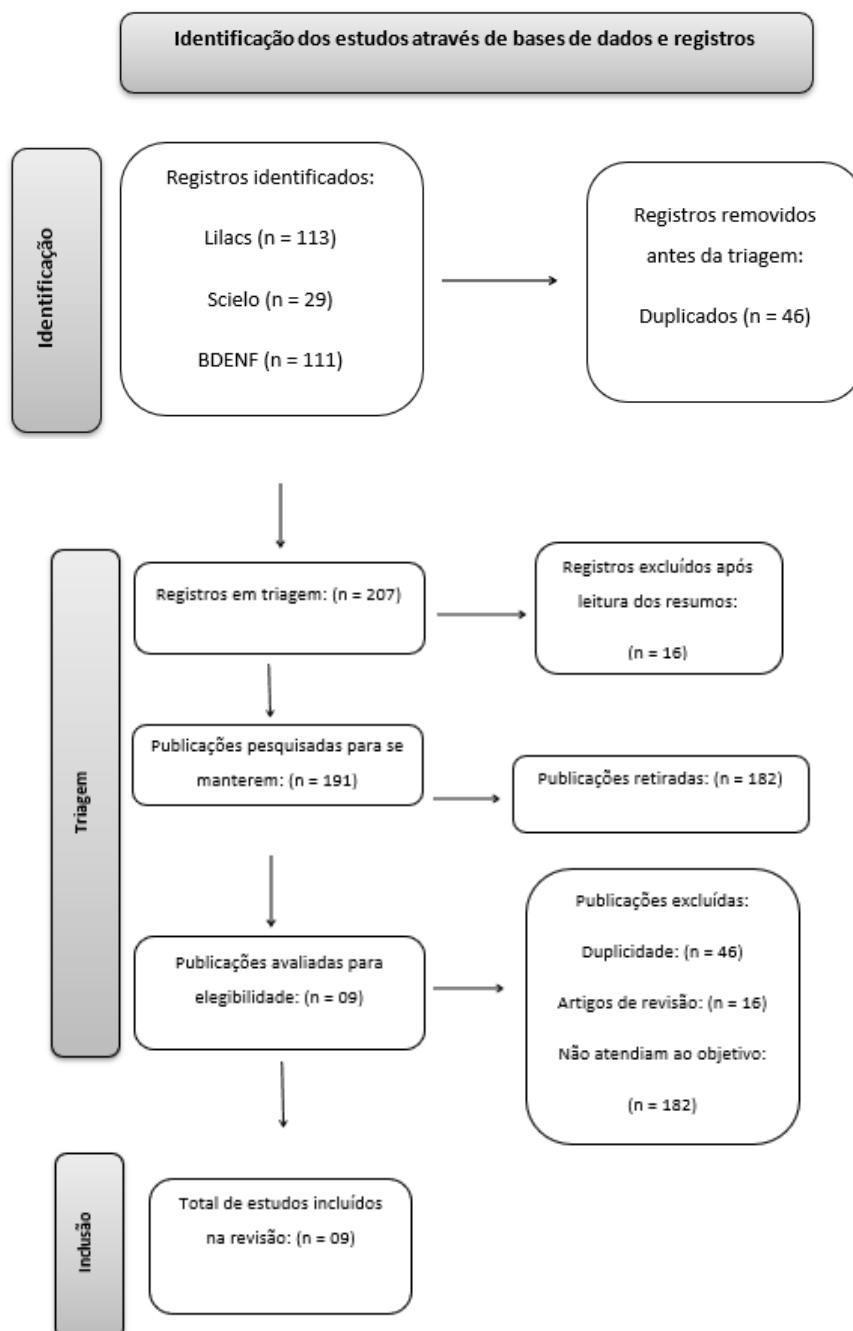 Identificação dos estudos através de bases de dados e registros
Identificação
Registros identificados:
Lilacs (n = 113)
Scielo (n = 29)
BDENF (n = 111)
Registros removidos
antes da triagem:
Duplicados (n = 46)
Triagem
Registros em triagem: (n = 207)
Registros excluídos após
leitura dos resumos:
(n = 16)
Publicações pesquisadas para se
manterem: (n = 191)
Publicações retiradas: (n = 182)
Publicações avaliadas para
elegibilidade: (n = 09)
Publicações excluídas:
Duplicidade: (n = 46)
Artigos de revisão: (n = 16)
Não atendiam ao objetivo:
(n = 182)
Inclusão
Total de estudos incluídos
na revisão: (n = 09)